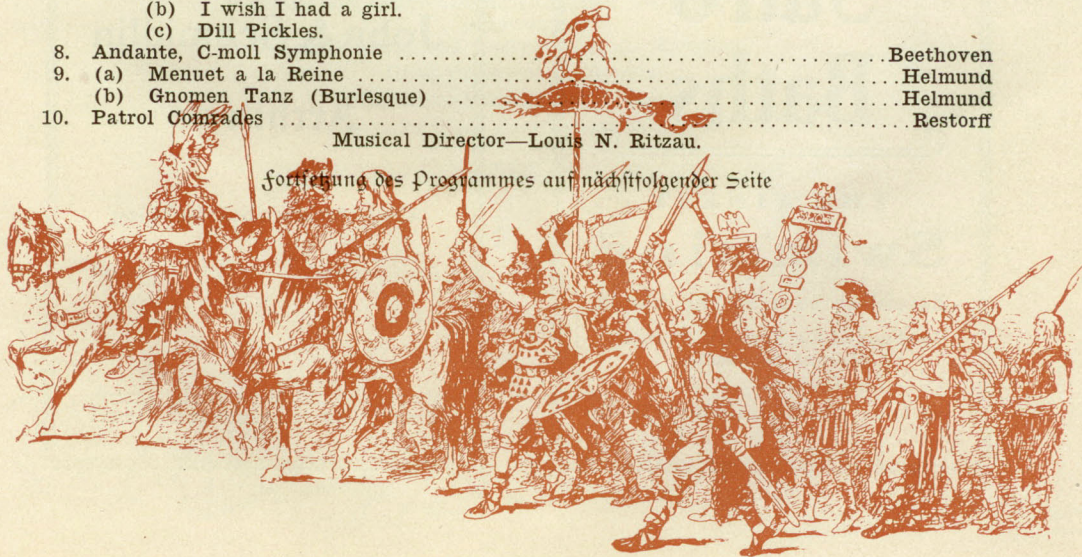 (b) I wish I had a girl.
(c) Dill Pickles.
8. Andante, C-moll Symphonie ........................ Beethoven
9. (a) Menuet a la Reine ........................ Helmund
(b) Gnomen Tanz (Burlesque) ........................ Helmund
10. Patrol Comrades ........................ Restorff
Musical Director—Louis N. Ritzau.
Fortsetzung des Programmes auf nächstfolgender Seite